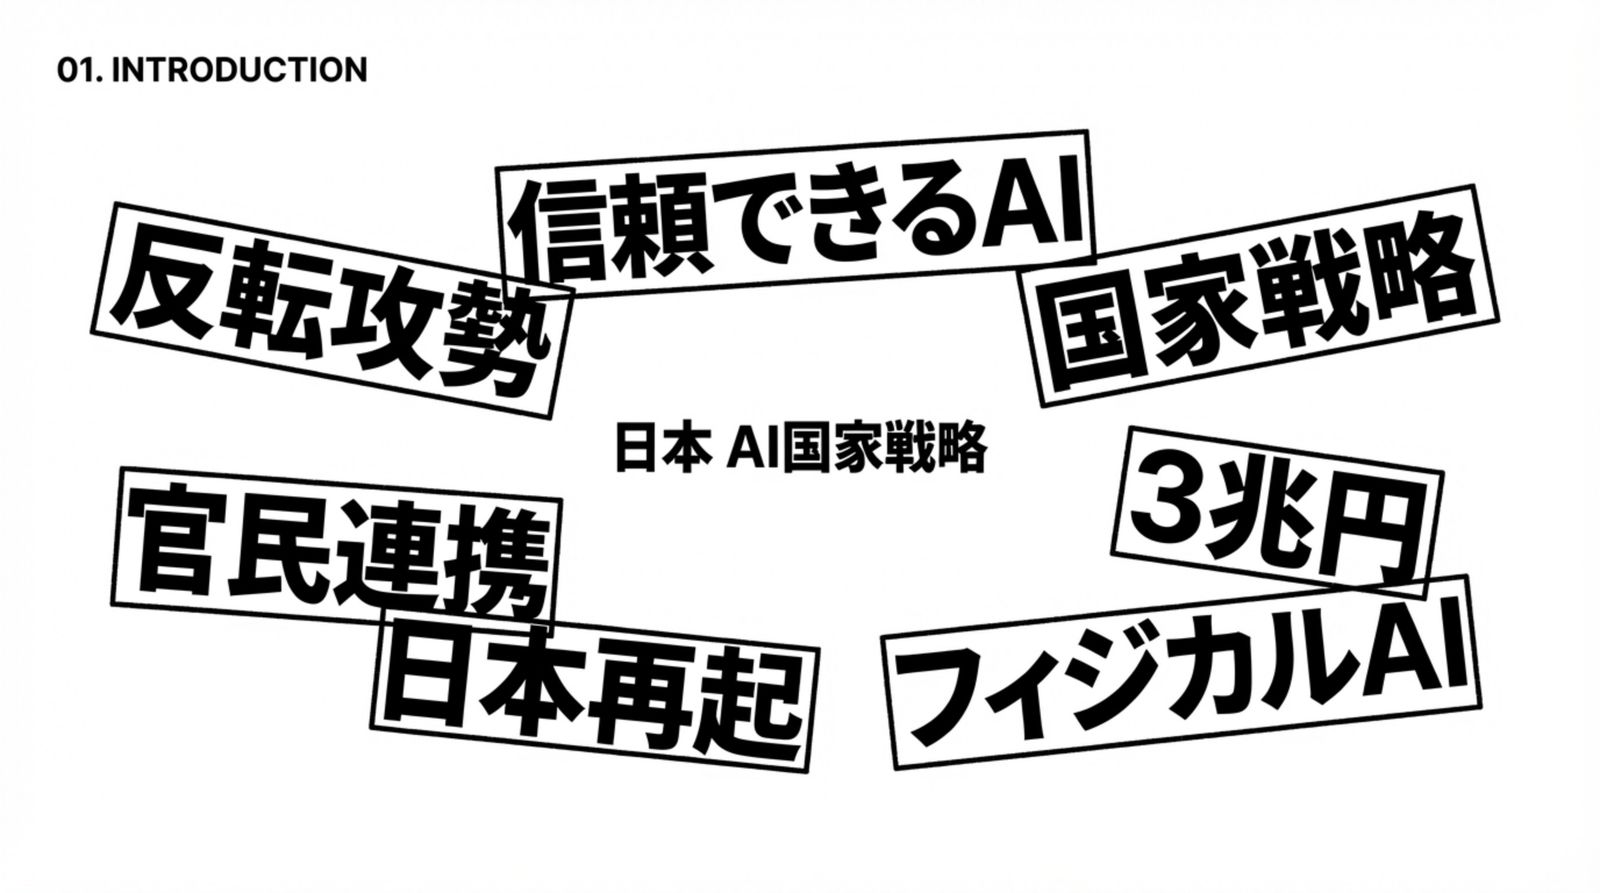 01. INTRODUCTION
信頼できるAI
反転攻勢
国家戦略
日本 AI国家戦略
3兆円
官民連携
日本再起
フィジカルAI